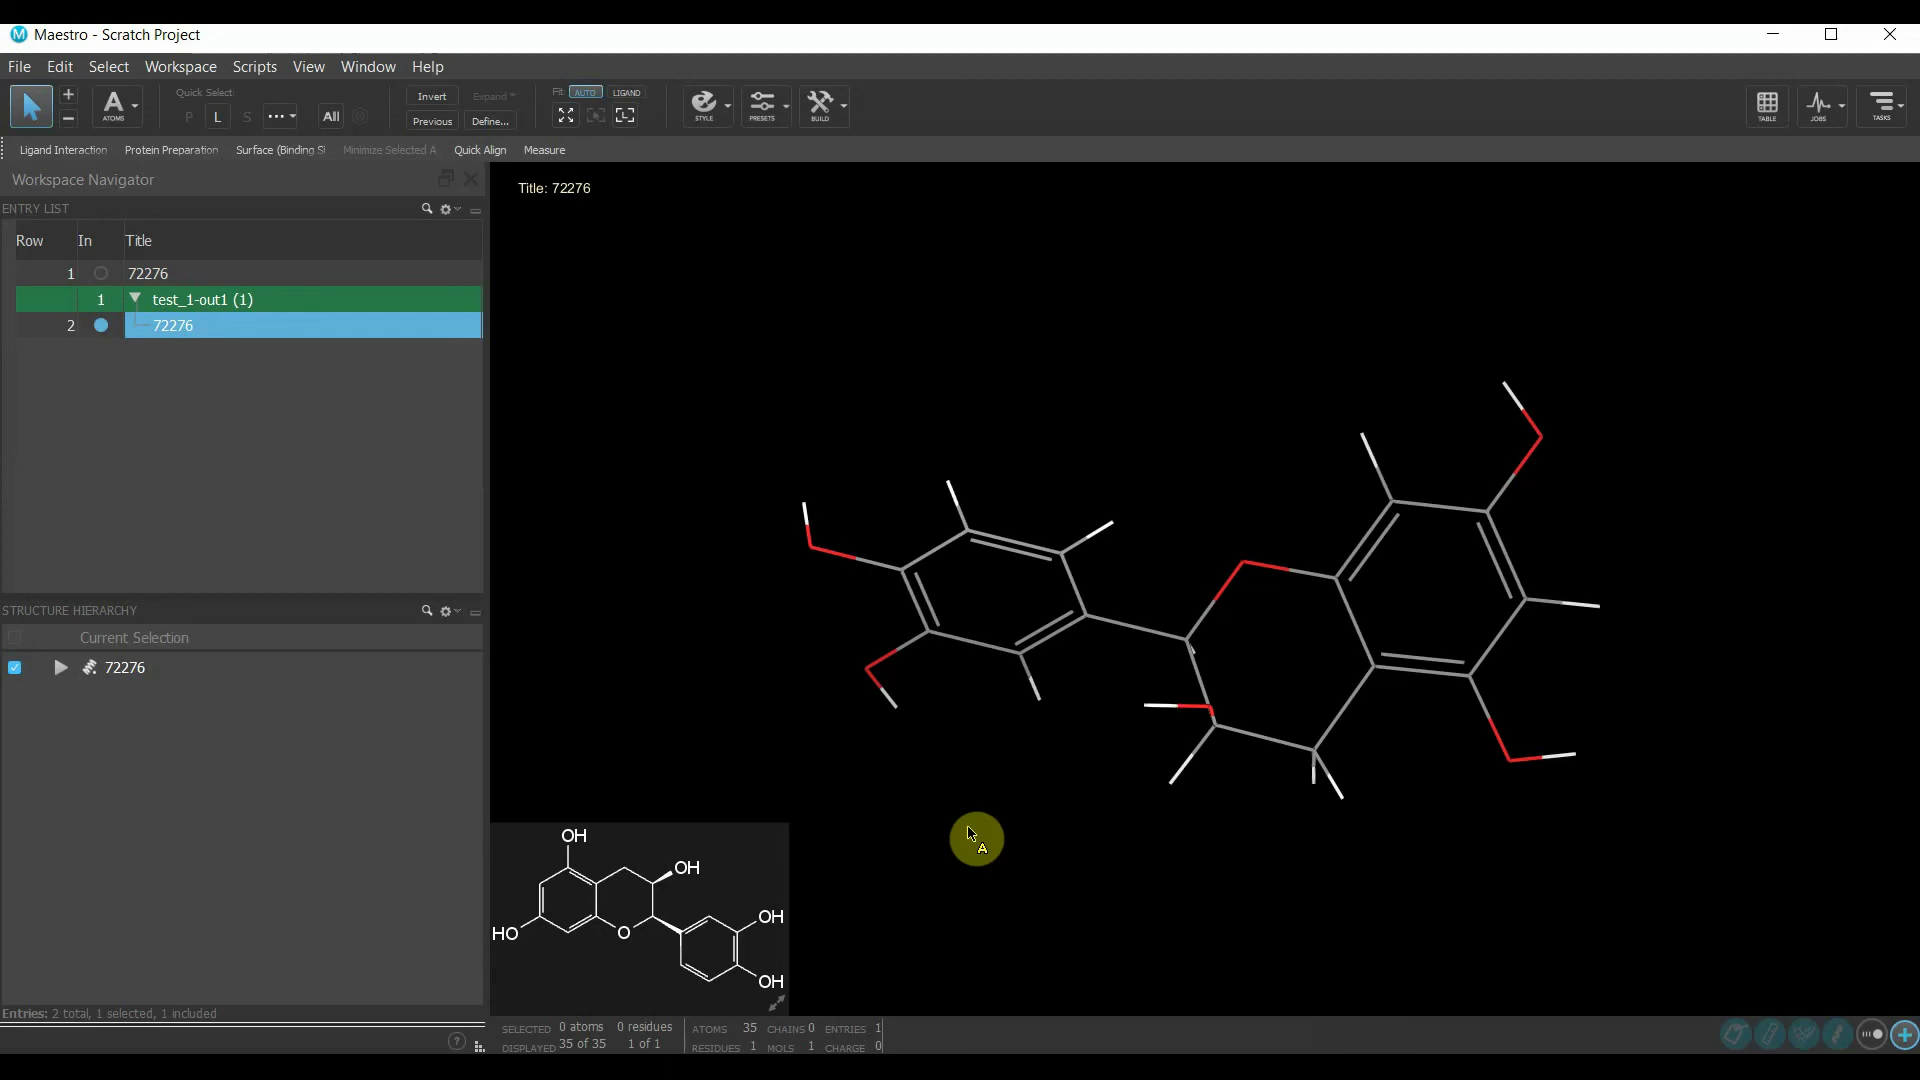 Maestro - Scratch Project
File Edit Select Workspace Scripts View Window Help
Quick Select:
P L S ... All
A ATOMS
Invert Expand
Previous Define...
Fit: AUTO LIGAND
STYLE PRESETS BUILD
TABLE JOBS TASKS
Ligand Interaction Protein Preparation Surface (Binding Si Minimize Selected A Quick Align Measure
Workspace Navigator
ENTRY LIST
Row In Title
1 72276
1 test_1-out1 (1)
2 72276
STRUCTURE HIERARCHY
Current Selection
72276
Entries: 2 total, 1 selected, 1 included
Title: 72276
A
OH
OH
OH
HO
O
OH
SELECTED 0 atoms 0 residues ATOMS 35 CHAINS 0 ENTRIES 1
DISPLAYED 35 of 35 1 of 1 RESIDUES 1 MOLS 1 CHARGE 0